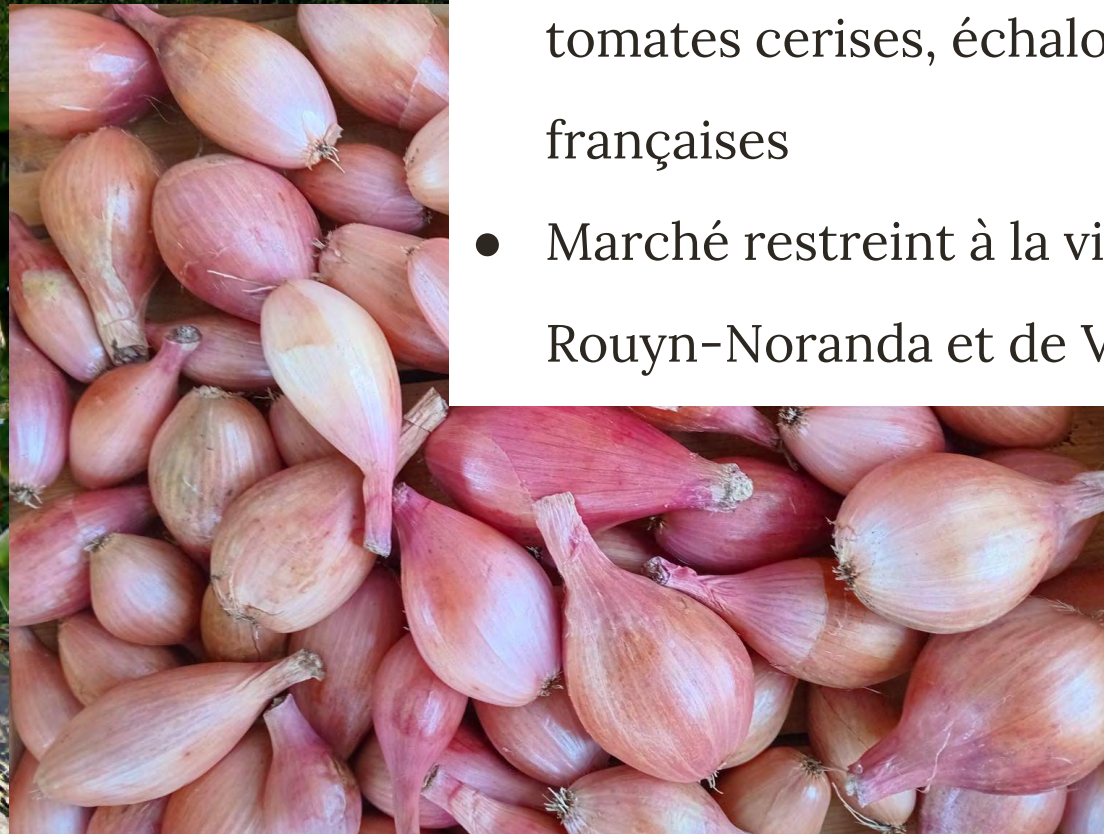 tomates cerises, échalo
françaises
● Marché restreint à la vi
Rouyn-Noranda et de V